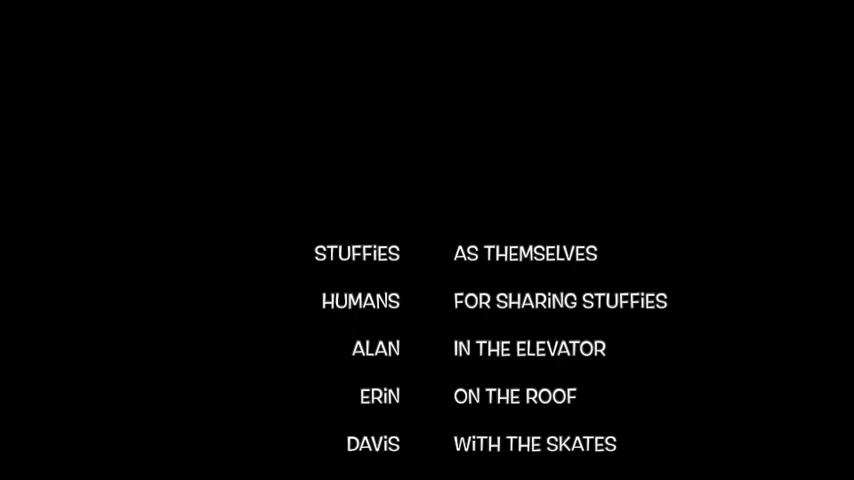 STUFFiES AS THEMSELVES
HUMANS FOR SHARiNG STUFFiES
ALAN IN THE ELEVATOR
ERiN ON THE ROOF
DAViS WiTH THE SKATES